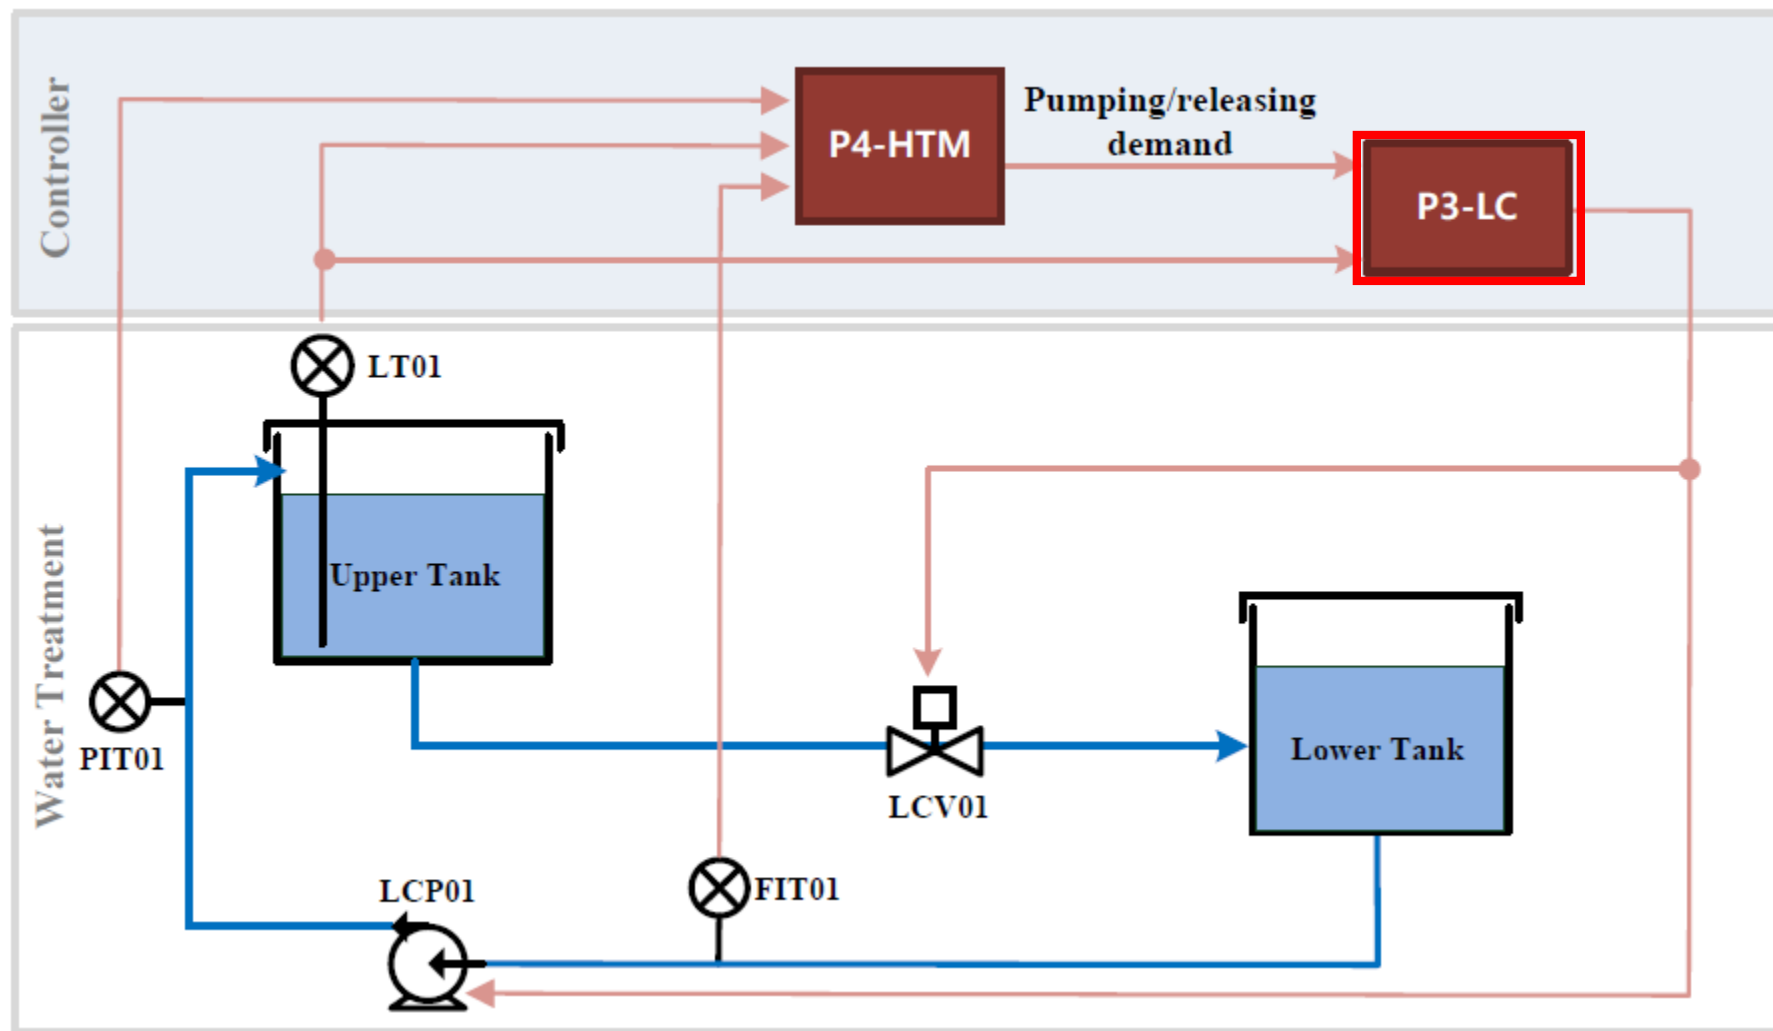 Controller
P4-HTM
Pumping/releasing
demand
P3-LC
Water Treatment
LT01
Upper Tank
PIT01
LCV01
Lower Tank
LCP01
FIT01